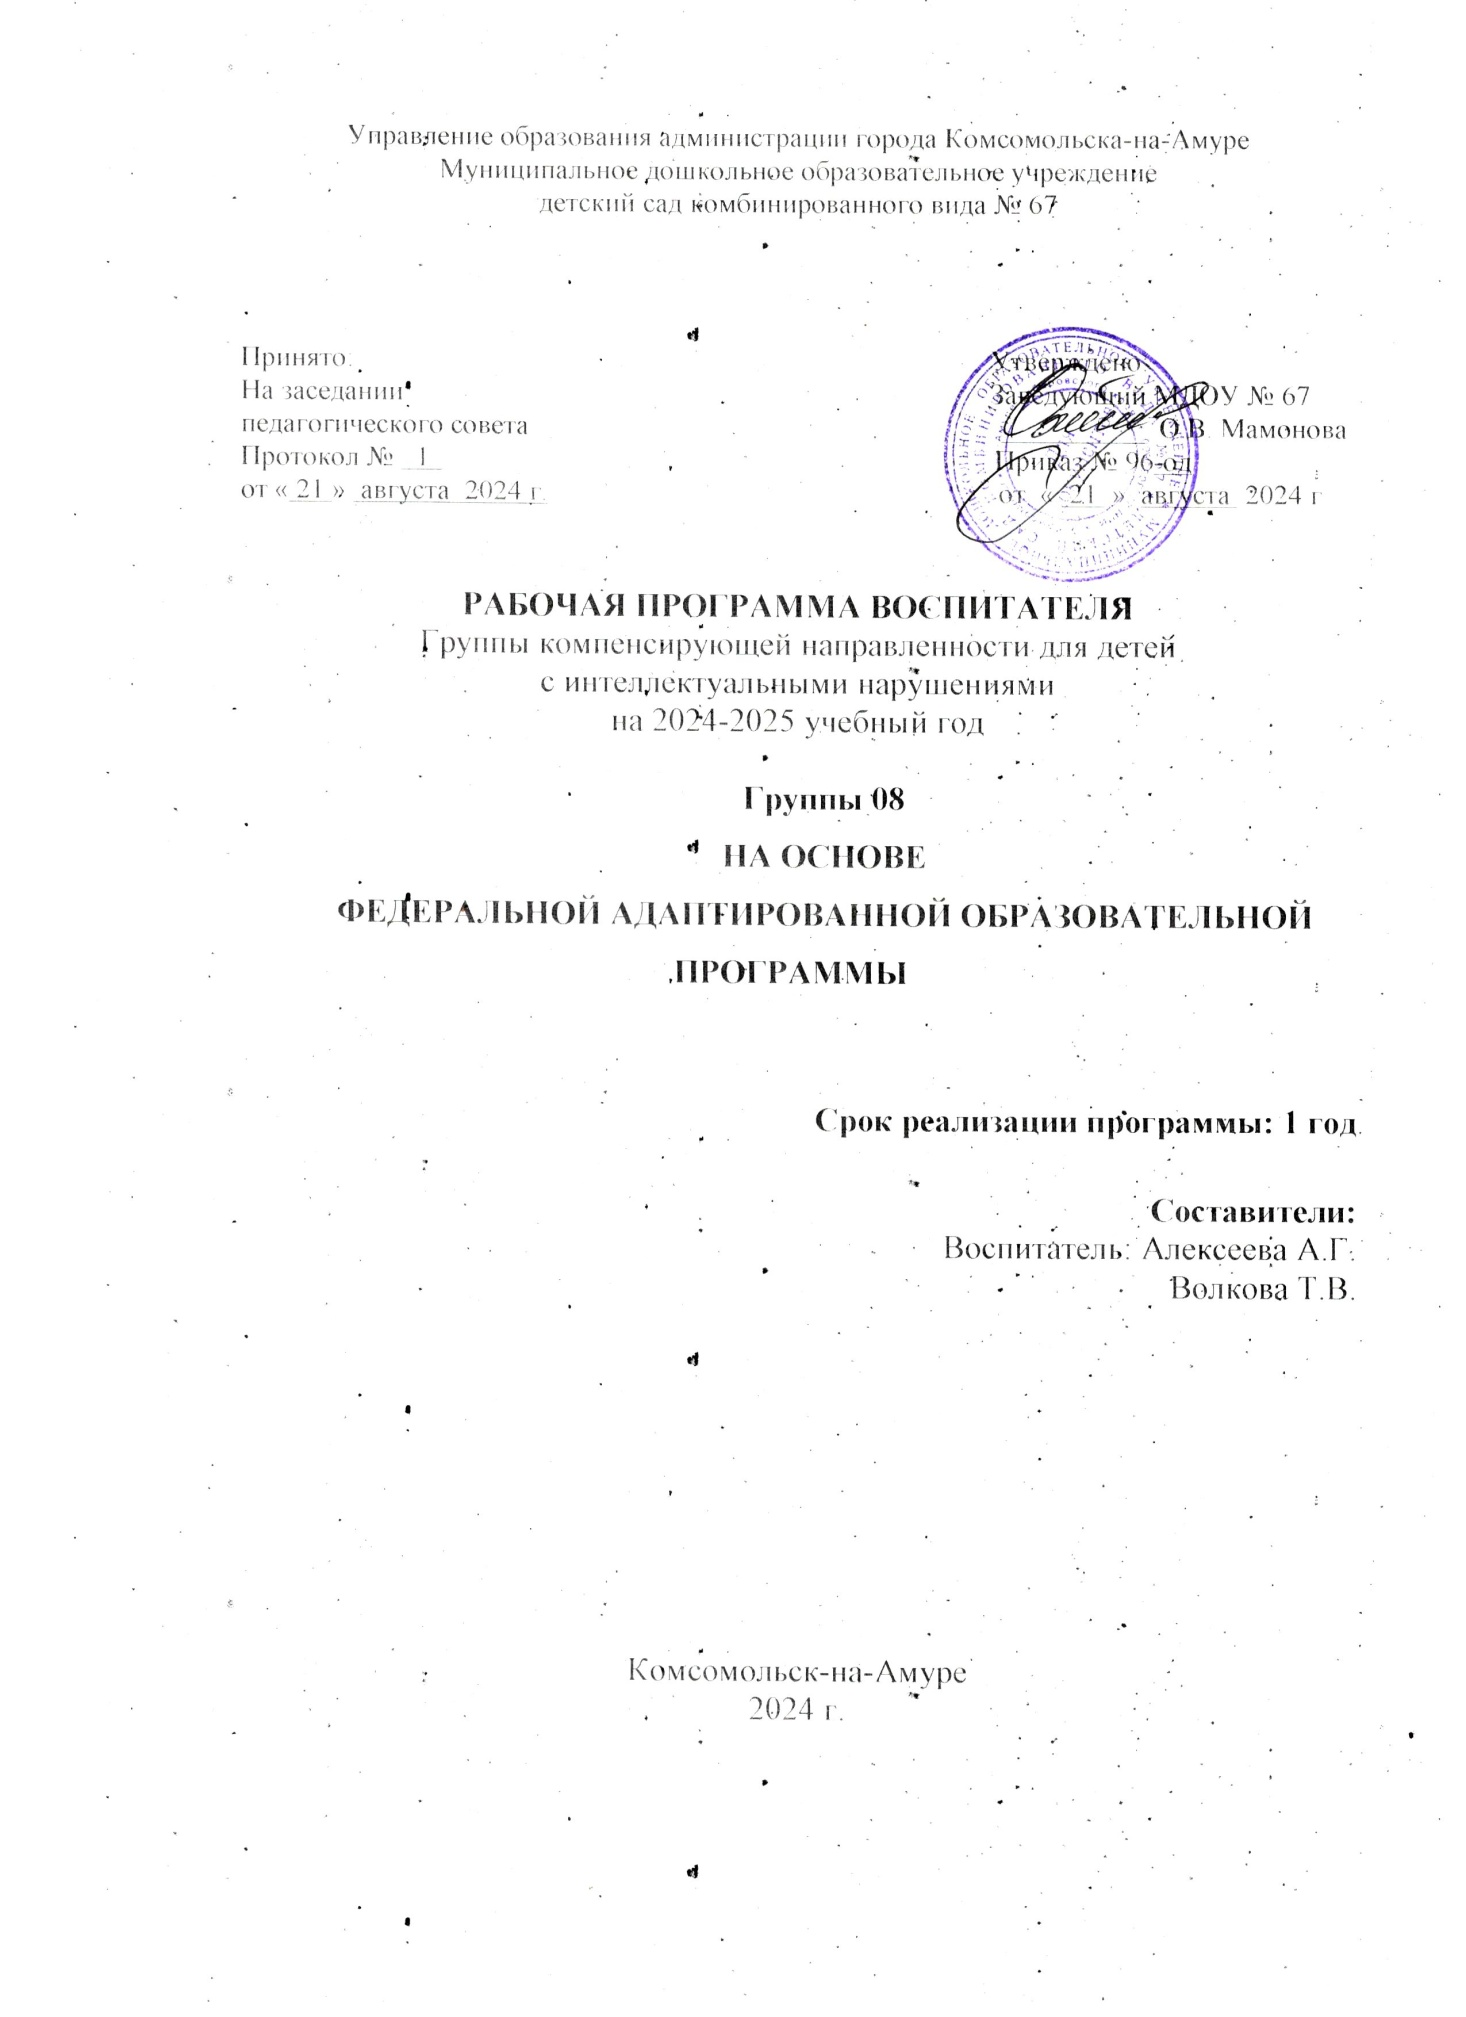 Управление образования администрации города Комсомольска-на-Амуре
Муниципальное дошкольное образовательное учреждение
детский сад комбинированного вида № 67
Принято.
На заседании
педагогического совета
Протокол № 1
от « 21 » августа 2024 г.
Утверждено
Заведующий МДОУ № 67
О.В. Мамонова
Приказ № 96-од
от « 21 » августа 2024 г
РАБОЧАЯ ПРОГРАММА ВОСПИТАТЕЛЯ
Группы компенсирующей направленности для детей
с интеллектуальными нарушениями
на 2024-2025 учебный год
Группы 08
НА ОСНОВЕ
ФЕДЕРАЛЬНОЙ АДАПТИРОВАННОЙ ОБРАЗОВАТЕЛЬНОЙ
ПРОГРАММЫ
Срок реализации программы: 1 год.
Составители:
Воспитатель: Алексеева А.Г.
Волкова Т.В.
Комсомольск-на-Амуре
2024 г.